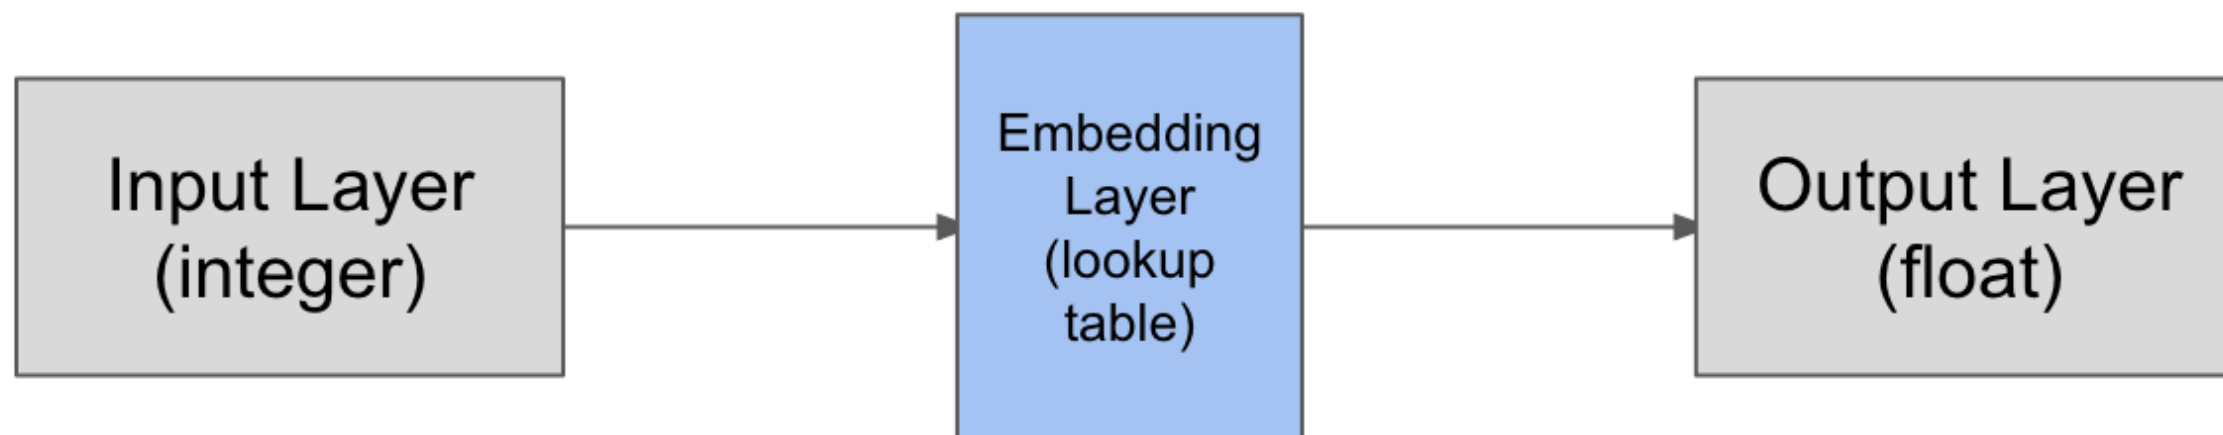 Input Layer
(integer)
Embedding
Layer
(lookup
table)
Output Layer
(float)